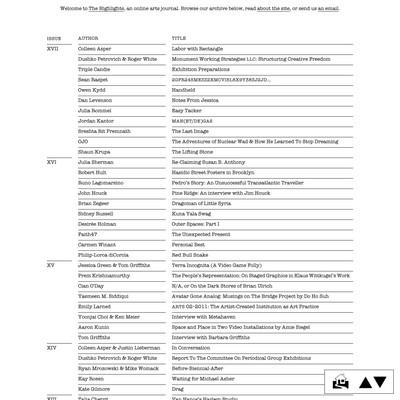 Welcome to The Highlights, an online arts journal. Browse our archive below, read about the site, or send us an email.
ISSUE AUTHOR TITLE
XVII Colleen Asper Labor with Rectangle
Dushko Petrovich & Roger White Monument Working Strategies LLC: Structuring Creative Freedom
Triple Candie Exhibition Preparations
Sean Raspet
Owen Kydd Handheld
Dan Levenson Notes From Jessica
Julia Rommel Easy Tacker
Jordan Kantor
Sreshta Rit Premnath The Last Image
OJO The Adventures of Nuclear Wad & How He Learned To Stop Dreaming
Shaun Krupa The Lifting Stone
XVI Julia Sherman Re-Claiming Susan B. Anthony
Robert Hult Hasidic Street Posters in Brooklyn
Runo Lagomarsino Pedro's Story: An Unsuccessful Transatlantic Traveller
John Houck Pine Ridge: An interview with Jim Houck
Brian Zegeer Dragoman of Little Syria
Sidney Russell Kuna Yala Swag
Desirée Holman Outer Spaces: Part I
Faith47 The Unexpected Present
Carmen Winant Personal Best
Philip-Lorca diCorcia Red Bull Snake
XV Jessica Green & Tom Griffiths Terra Incognita (A Video Game Folly)
Prem Krishnamurthy The People's Representation: On Staged Graphics in Klaus Wittkugel's Work
Cian O'Day N/A, or On the Dark Stores of Brian Ulrich
Yasmeen M. Siddiqui Avatar Gone Analog: Musings on the Bridge Project by Do Ho Suh
Emily Larned ARTS 02-2011: The Artist-Created Institution as Art Practice
Yoonjai Choi & Ken Meier Interview with Metahaven
Aaron Kunin Space and Place in Two Video Installations by Anne Siegel
Tom Griffiths Interview with Barbara Griffiths
XIV Colleen Asper & Justin Lieberman In Conversation
Dushko Petrovich & Roger White Report To The Committee On Periodical Group Exhibitions
Ryan Mrozowski & Mike Womack Before-Biennial-After
Kay Rosen Waiting for Michael Asher
Kate Gilmore Drag